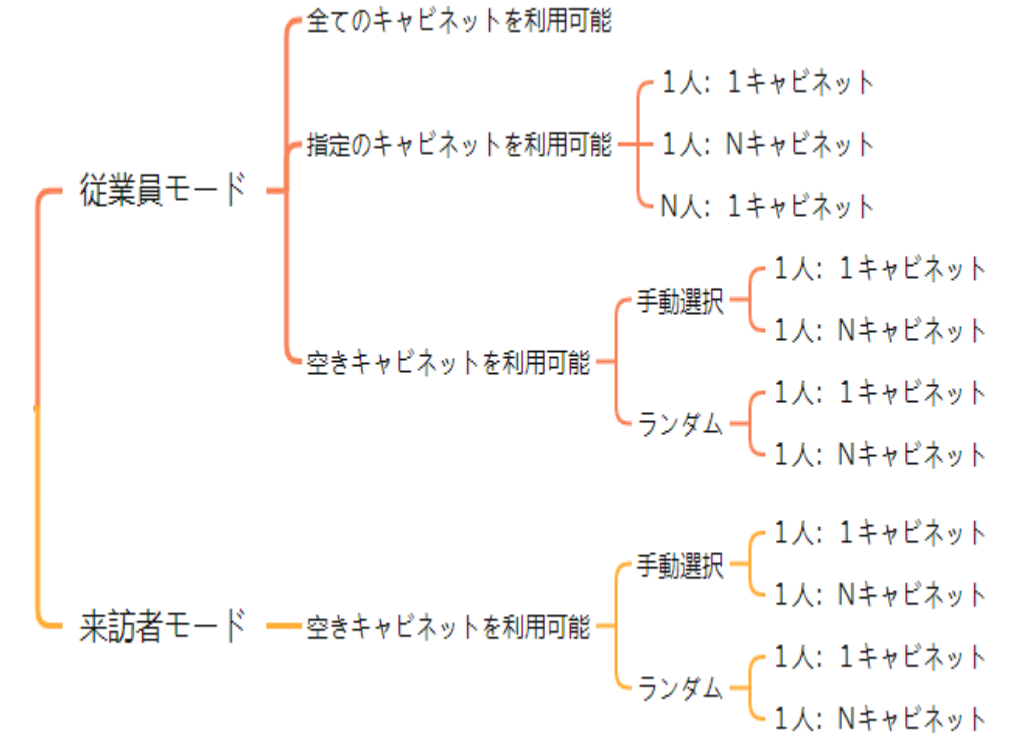 全てのキャビネットを利用可能
1人: 1キャビネット
指定のキャビネットを利用可能
1人: Nキャビネット
従業員モード
N人: 1キャビネット
1人: 1キャビネット
手動選択
1人: Nキャビネット
空きキャビネットを利用可能
1人: 1キャビネット
ランダム
1人: Nキャビネット
1人: 1キャビネット
手動選択
1人: Nキャビネット
来訪者モード
空きキャビネットを利用可能
1人: 1キャビネット
ランダム
1人: Nキャビネット